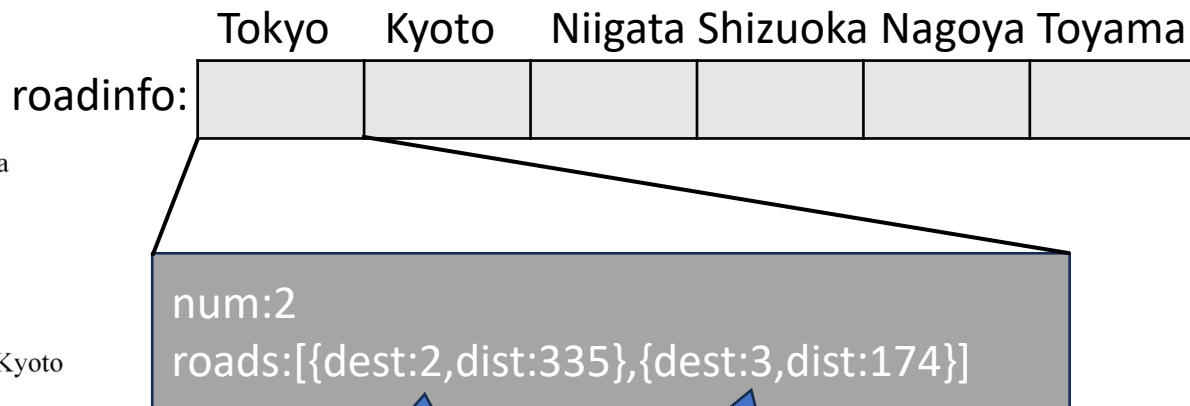 Tokyo Kyoto Niigata Shizuoka Nagoya Toyama
roadinfo:
a
num:2
Kyoto
roads:[{dest:2,dist:335},{dest:3,dist:174}]